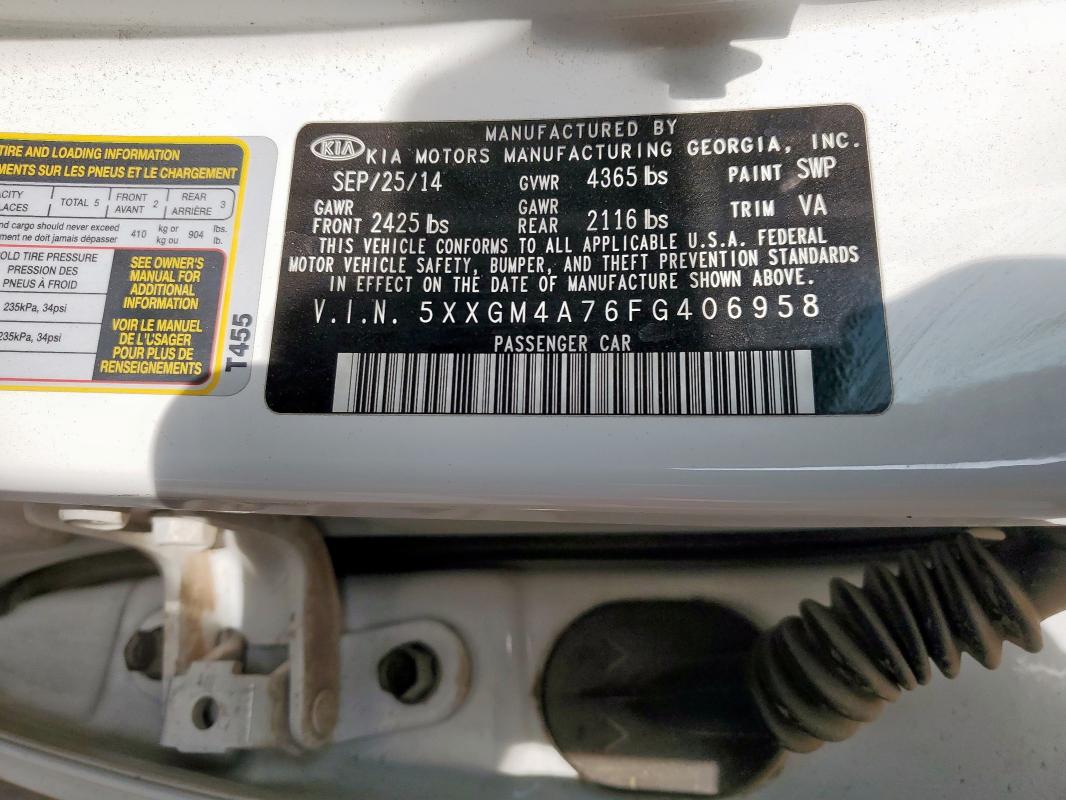 TIRE AND LOADING INFORMATION
MENTS SUR LES PNEUS ET LE CHARGEMENT
TOTAL 5
FRONT
AVANT 2
REAR
ARRIÈRE 3
and cargo should never exceed
ment ne doit jamais dépasser
410 kg or
kg ou 904 lbs.
lb.
COLD TIRE PRESSURE
PRESSION DES
PNEUS À FROID
235kPa, 34psi
235kPa, 34psi
SEE OWNER'S
MANUAL FOR
ADDITIONAL
INFORMATION
VOIR LE MANUEL
DE L'USAGER
POUR PLUS DE
RENSEIGNEMENTS
T455
MANUFACTURED BY
KIA KIA MOTORS MANUFACTURING GEORGIA, INC.
SEP/25/14 GVWR 4365 lbs PAINT SWP
GAWR FRONT 2425 lbs GAWR REAR 2116 lbs TRIM VA
THIS VEHICLE CONFORMS TO ALL APPLICABLE U.S.A. FEDERAL
MOTOR VEHICLE SAFETY, BUMPER, AND THEFT PREVENTION STANDARDS
IN EFFECT ON THE DATE OF MANUFACTURE SHOWN ABOVE.
V.I.N. 5XXGM4A76FG406958
PASSENGER CAR